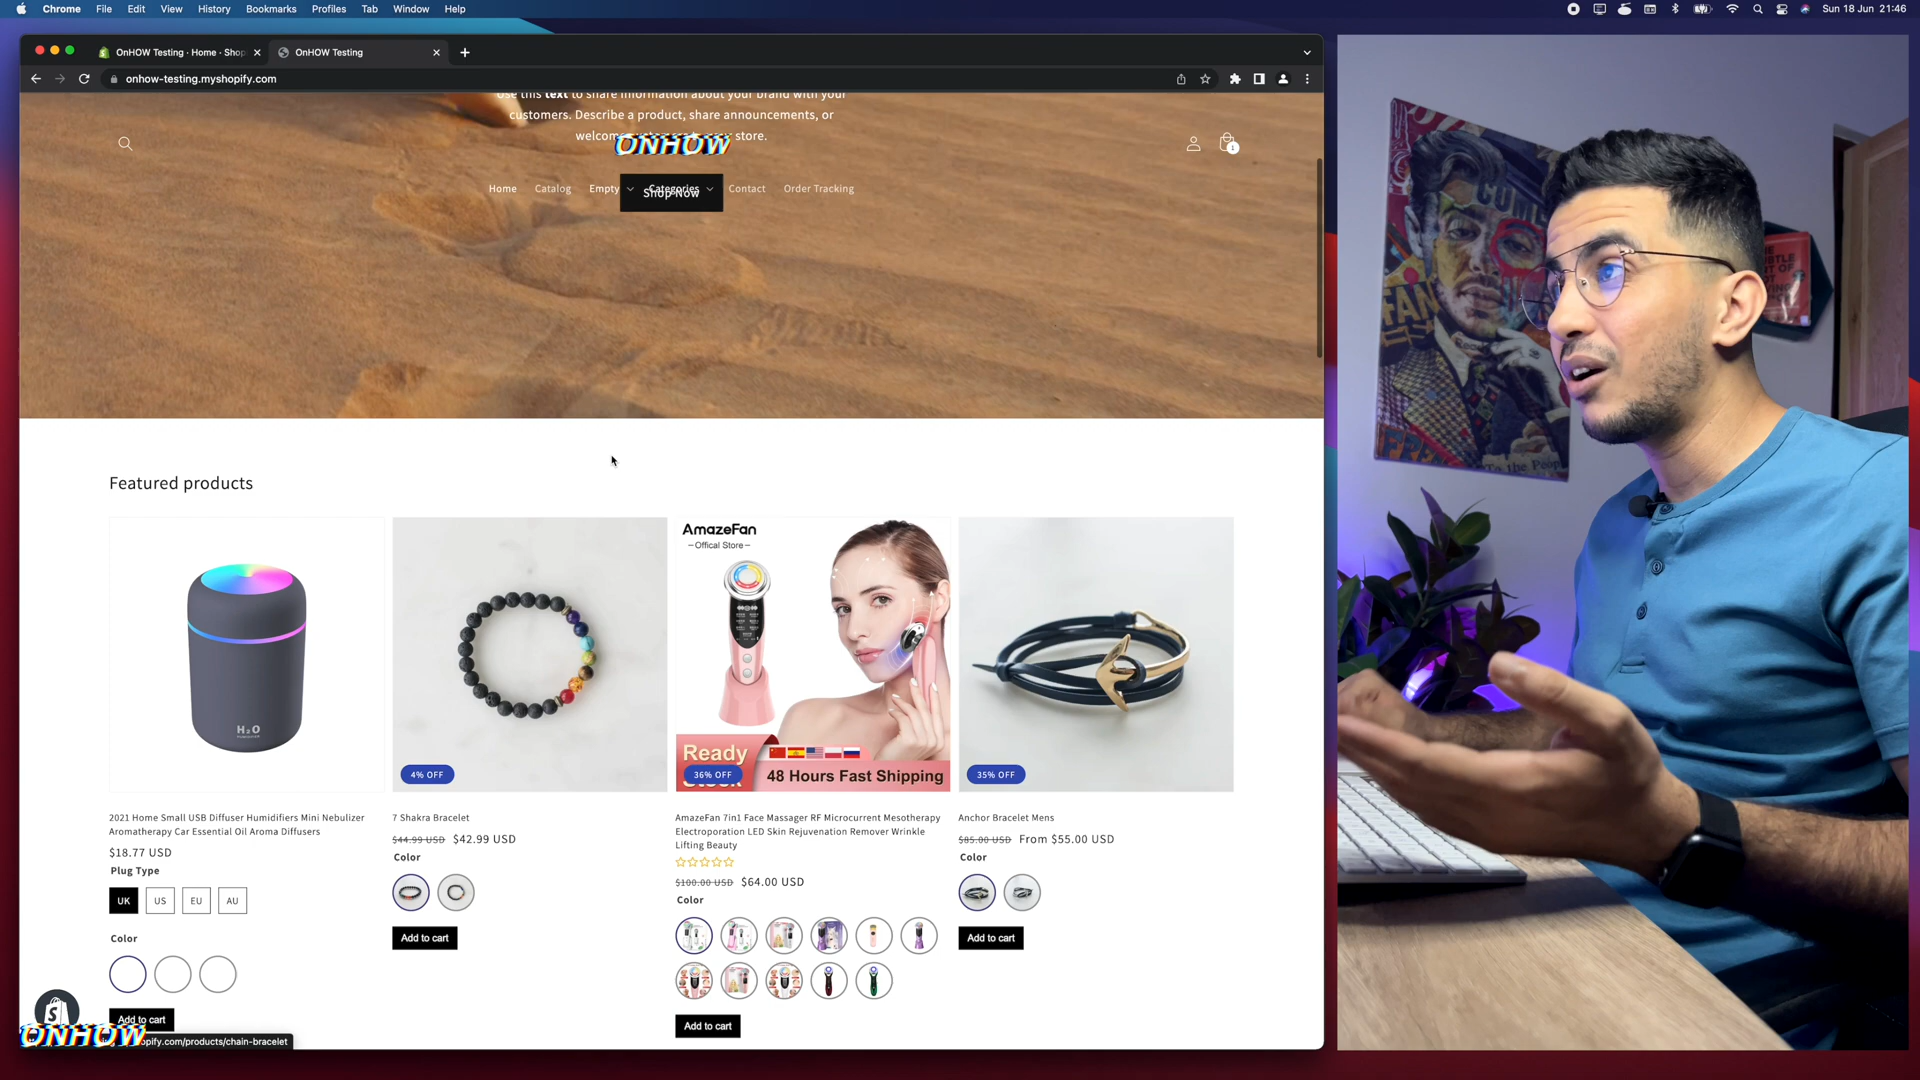 Chrome File Edit View History Bookmarks Profiles Tab Window Help
Sun 18 Jun 21:46
OnHOW Testing · Home · Shop
OnHOW Testing
onhow-testing.myshopify.com
Use this text to share information about your brand with your
customers. Describe a product, share announcements, or
store.
ONHOW
Home Catalog Empty Categories Contact Order Tracking
Shop Now
Featured products
AmazeFan
Offical Store
H2O
HUMIDIFIER
4% OFF
Ready
36% OFF
48 Hours Fast Shipping
35% OFF
2021 Home Small USB Diffuser Humidifiers Mini Nebulizer
Aromatherapy Car Essential Oil Aroma Diffusers
$18.77 USD
Plug Type
UK US EU AU
Color
Add to cart
7 Shakra Bracelet
$44.99 USD $42.99 USD
Color
Add to cart
AmazeFan 7in1 Face Massager RF Microcurrent Mesotherapy
Electroporation LED Skin Rejuvenation Remover Wrinkle
Lifting Beauty
$100.00 USD $64.00 USD
Color
Add to cart
Anchor Bracelet Mens
$85.00 USD From $55.00 USD
Color
Add to cart
ONHOW
opify.com/products/chain-bracelet
FAN
to the Peop